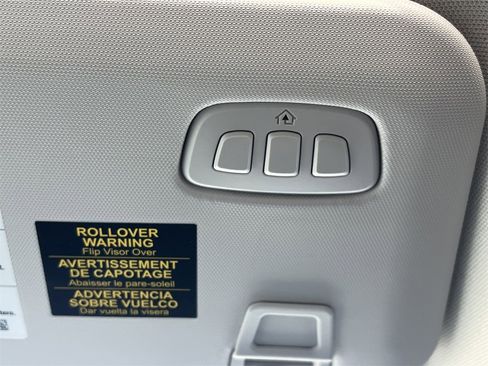 ROLLOVER
WARNING
Flip Visor Over
AVERTISSEMENT
DE CAPOTAGE
Abaisser le pare-soleil
ADVERTENCIA
SOBRE VUELCO
Dar vuelta la visera